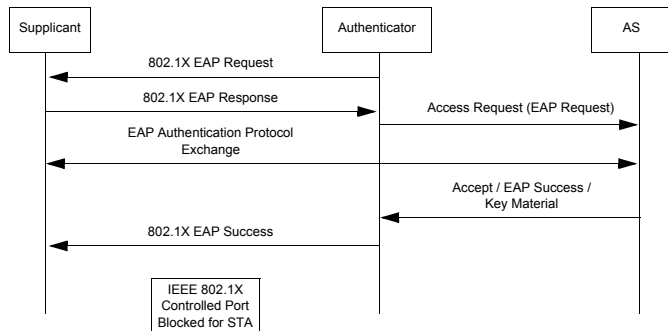 Supplicant
Authenticator
AS
802.1X EAP Request
802.1X EAP Response
Access Request (EAP Request)
EAP Authentication Protocol
Exchange
Accept / EAP Success /
Key Material
802.1X EAP Success
IEEE 802.1X
Controlled Port
Blocked for STA